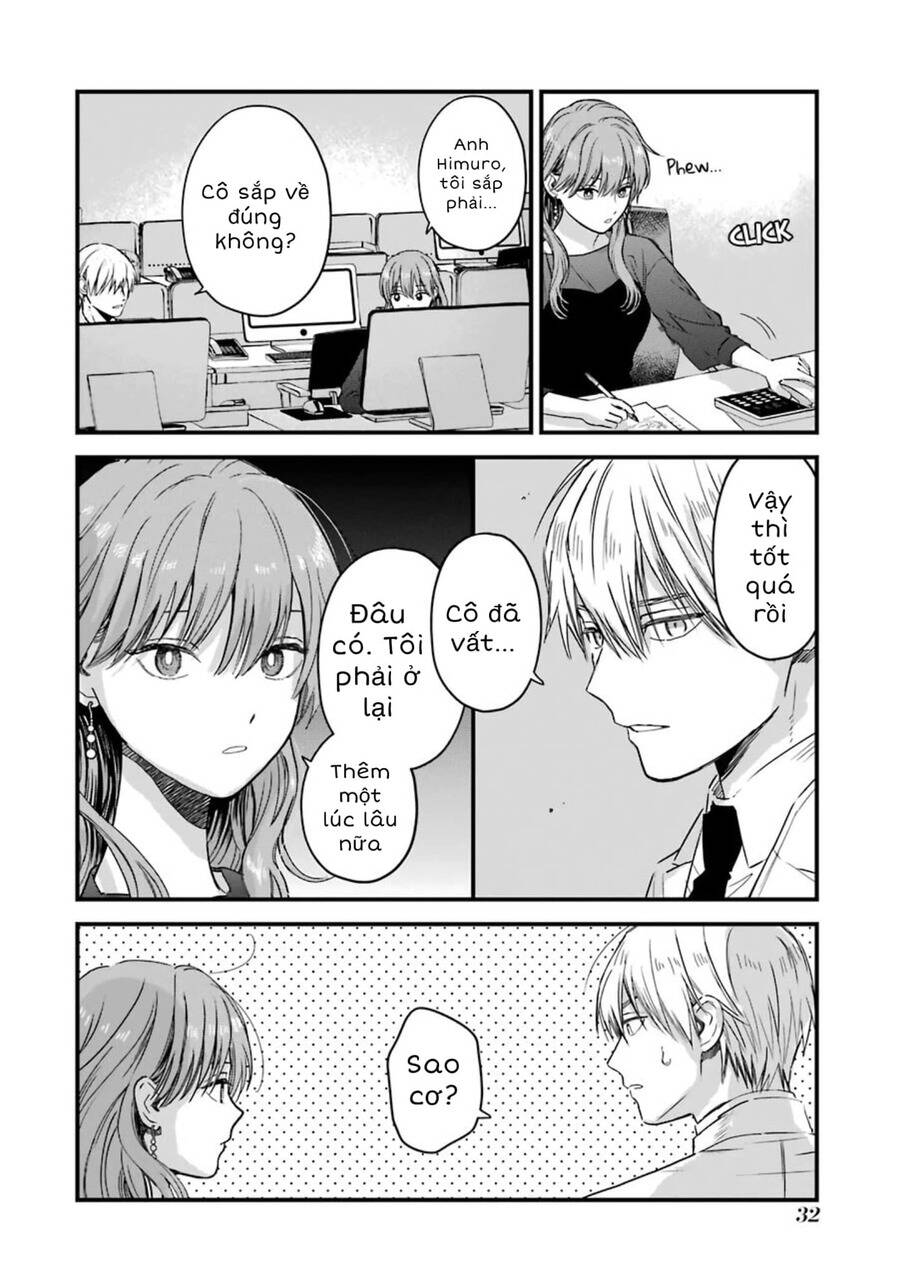 Phew...
CLICK
Anh
Himuro,
tôi sắp
phải...
Cô sắp về
đúng
không?
Vậy
thì
tốt
quá
rồi
Cô đã
vất...
Đâu
có. Tôi
phải ở
lại
Thêm
một
lúc lâu
nữa
Sao
cơ?
32